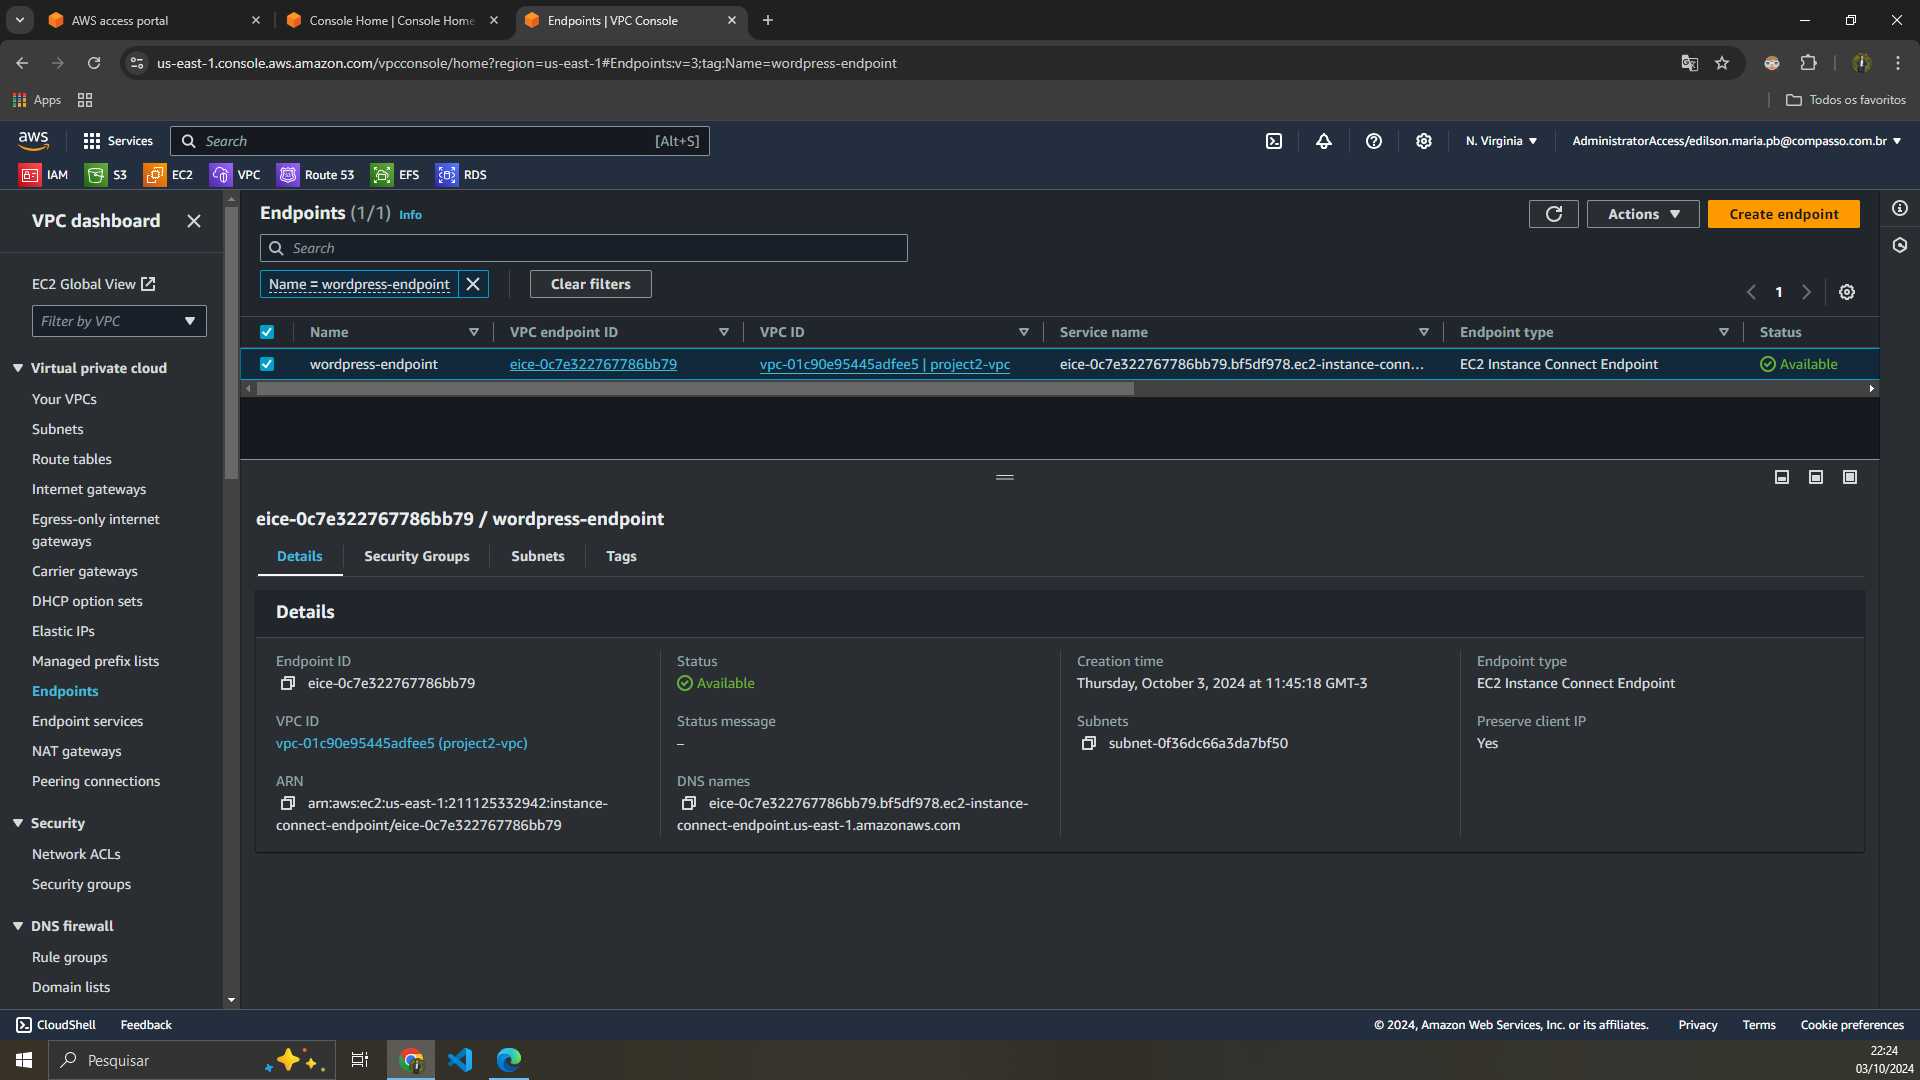 AWS access portal
Console Home | Console Home
Endpoints | VPC Console
us-east-1.console.aws.amazon.com/vpcconsole/home?region=us-east-1#Endpoints:v=3;tag:Name=wordpress-endpoint
Apps
Todos os favoritos
aws
Services
Search
[Alt+S]
N. Virginia
AdministratorAccess/edilson.maria.pb@compasso.com.br
IAM
S3
EC2
VPC
Route 53
EFS
RDS
VPC dashboard
EC2 Global View
Filter by VPC
Virtual private cloud
Your VPCs
Subnets
Route tables
Internet gateways
Egress-only internet
gateways
Carrier gateways
DHCP option sets
Elastic IPs
Managed prefix lists
Endpoints
Endpoint services
NAT gateways
Peering connections
Security
Network ACLs
Security groups
DNS firewall
Rule groups
Domain lists
Endpoints (1/1) Info
Actions
Create endpoint
Search
Name = wordpress-endpoint
Clear filters
1
Name
VPC endpoint ID
VPC ID
Service name
Endpoint type
Status
wordpress-endpoint
eice-0c7e322767786bb79
vpc-01c90e95445adfee5 | project2-vpc
eice-0c7e322767786bb79.bf5df978.ec2-instance-conn…
EC2 Instance Connect Endpoint
Available
eice-0c7e322767786bb79 / wordpress-endpoint
Details
Security Groups
Subnets
Tags
Details
Endpoint ID
eice-0c7e322767786bb79
Status
Available
Creation time
Thursday, October 3, 2024 at 11:45:18 GMT-3
Endpoint type
EC2 Instance Connect Endpoint
VPC ID
vpc-01c90e95445adfee5 (project2-vpc)
Status message
–
Subnets
subnet-0f36dc66a3da7bf50
Preserve client IP
Yes
ARN
arn:aws:ec2:us-east-1:211125332942:instance-
connect-endpoint/eice-0c7e322767786bb79
DNS names
eice-0c7e322767786bb79.bf5df978.ec2-instance-
connect-endpoint.us-east-1.amazonaws.com
CloudShell
Feedback
© 2024, Amazon Web Services, Inc. or its affiliates.
Privacy
Terms
Cookie preferences
Pesquisar
22:24
03/10/2024